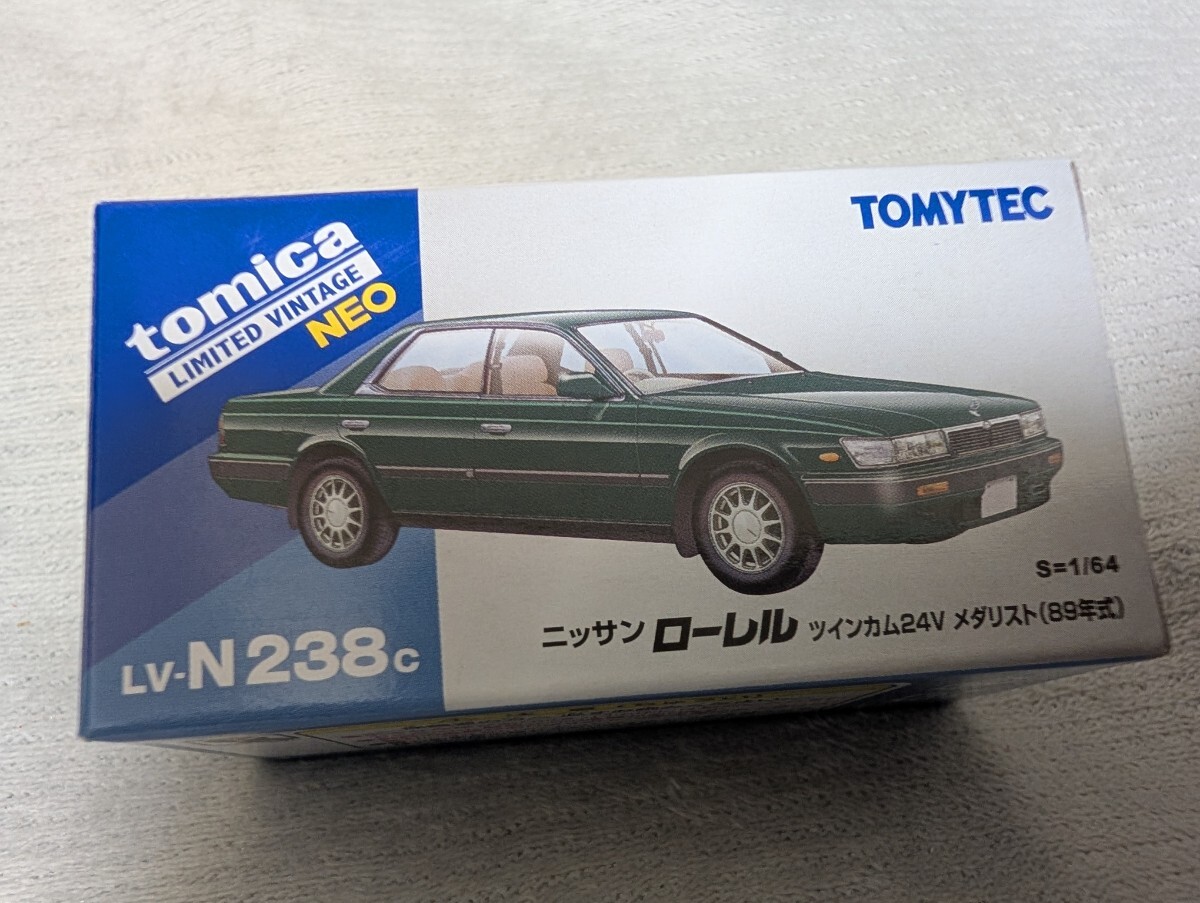 tomica
LIMITED VINTAGE
NEO
TOMYTEC
S=1/64
ニッサン ローレル ツインカム24V メダリスト(89年式)
LV-N238c